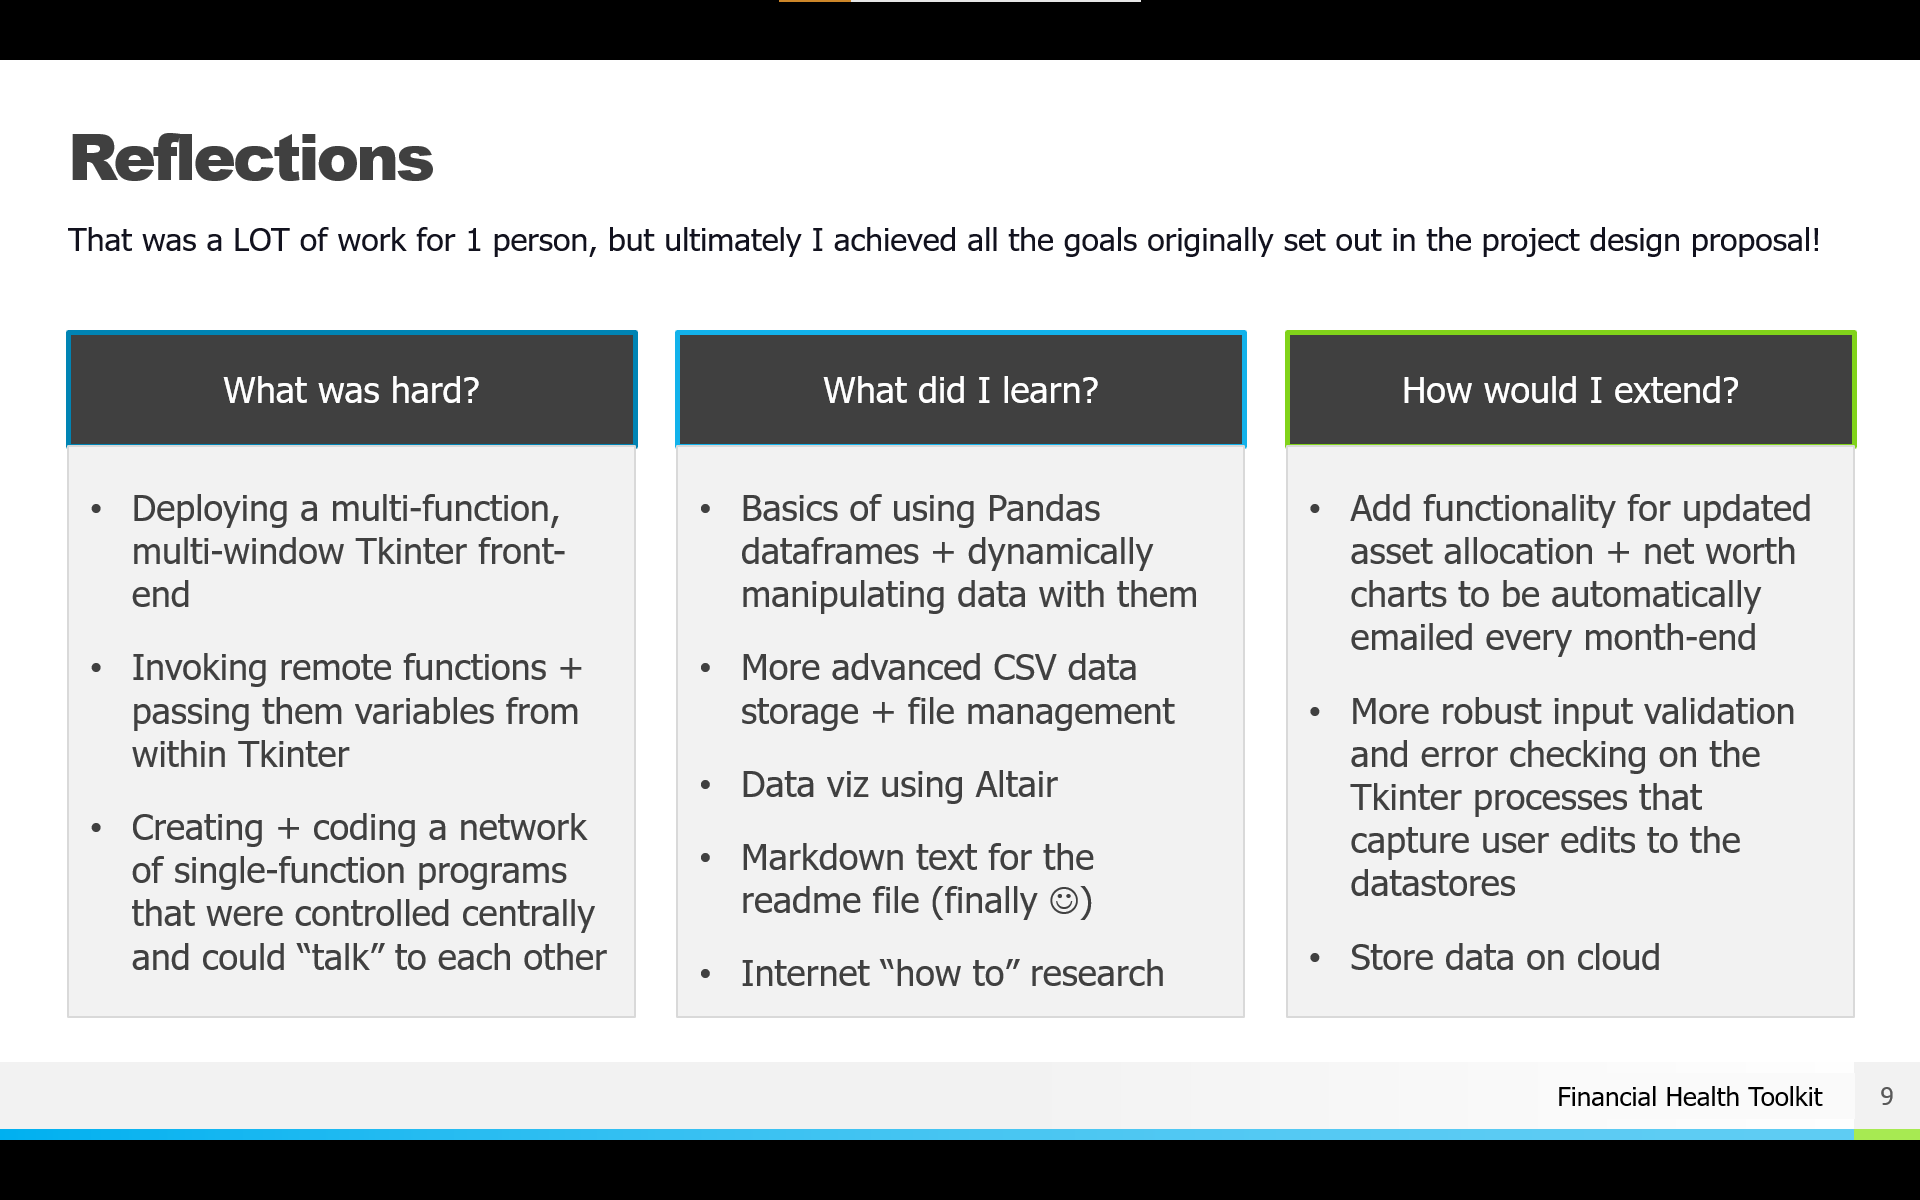 Reflections
That was a LOT of work for 1 person, but ultimately I achieved all the goals originally set out in the project design proposal!
What was hard?
• Deploying a multi-function,
multi-window Tkinter front-
end
• Invoking remote functions +
passing them variables from
within Tkinter
• Creating + coding a network
of single-function programs
that were controlled centrally
and could “talk” to each other
What did I learn?
• Basics of using Pandas
dataframes + dynamically
manipulating data with them
• More advanced CSV data
storage + file management
• Data viz using Altair
• Markdown text for the
readme file (finally ☺)
• Internet “how to” research
How would I extend?
• Add functionality for updated
asset allocation + net worth
charts to be automatically
emailed every month-end
• More robust input validation
and error checking on the
Tkinter processes that
capture user edits to the
datastores
• Store data on cloud
Financial Health Toolkit
9